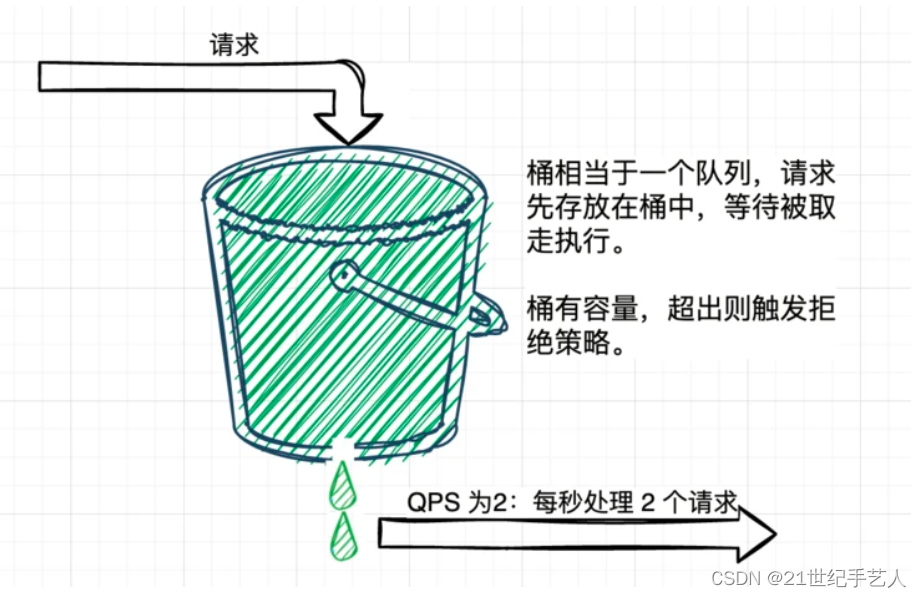 请求
桶相当于一个队列，请求
先存放在桶中，等待被取
走执行。
桶有容量，超出则触发拒
绝策略。
QPS 为2：每秒处理 2 个请求
CSDN @21世纪手艺人